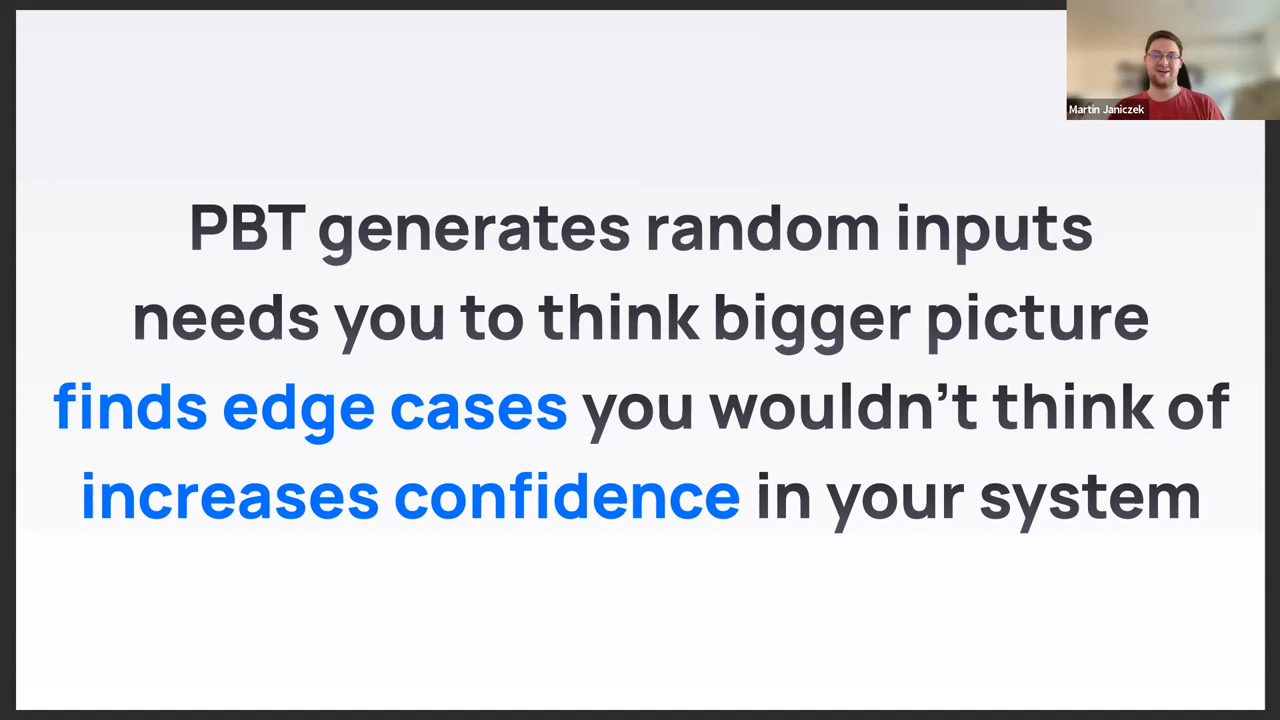 Martin Janiczek
PBT generates random inputs
needs you to think bigger picture
finds edge cases you wouldn’t think of
increases confidence in your system